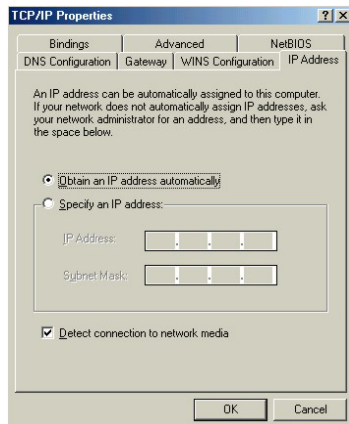 TCP/IP Properties
Bindings Advanced NetBIOS
DNS Configuration Gateway WINS Configuration IP Address
An IP address can be automatically assigned to this computer.
If your network does not automatically assign IP addresses, ask
your network administrator for an address, and then type it in
the space below.
Obtain an IP address automatically
Specify an IP address:
IP Address:
Subnet Mask:
Detect connection to network media
OK Cancel